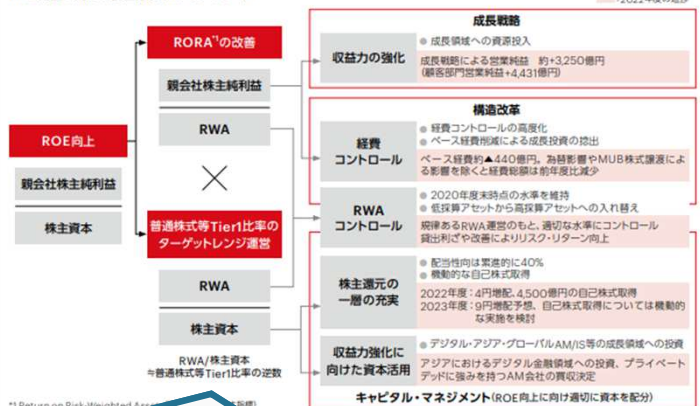 ROE向上
親会社株主純利益
株主資本
RORA*1の改善
親会社株主純利益
RWA
普通株式等Tier1比率の
ターゲットレンジ運営
RWA
株主資本
RWA/株主資本
≒普通株式等Tier1比率の逆数
成長戦略
収益力の強化
● 成長領域への資源投入
成長戦略による営業純益 約+3,250億円
(顧客部門営業純益+4,431億円)
構造改革
経費
コントロール
● 経費コントロールの高度化
● ベース経費削減による成長投資の捻出
ベース経費約▲440億円。為替影響やMUB株式譲渡によ
る影響を除くと経費総額は前年度比減少
RWA
コントロール
● 2020年度末時点の水準を維持
● 低採算アセットから高採算アセットへの入れ替え
規律あるRWA運営のもと、適切な水準にコントロール
貸出利ざや改善によりリスク・リターン向上
株主還元の
一層の充実
● 配当性向は累進的に40%
● 機動的な自己株式取得
2022年度:4円増配、4,500億円の自己株式取得
2023年度:9円増配予想、自己株式取得については機動的
な実施を検討
収益力強化に
向けた資本活用
● デジタル・アジア・グローバルAM/IS等の成長領域への投資
アジアにおけるデジタル金融領域への投資、プライベート
デッドに強みを持つAM会社の買収決定
キャピタル・マネジメント(ROE向上に向け適切に資本を配分)
*1 Return on Risk-Weighted